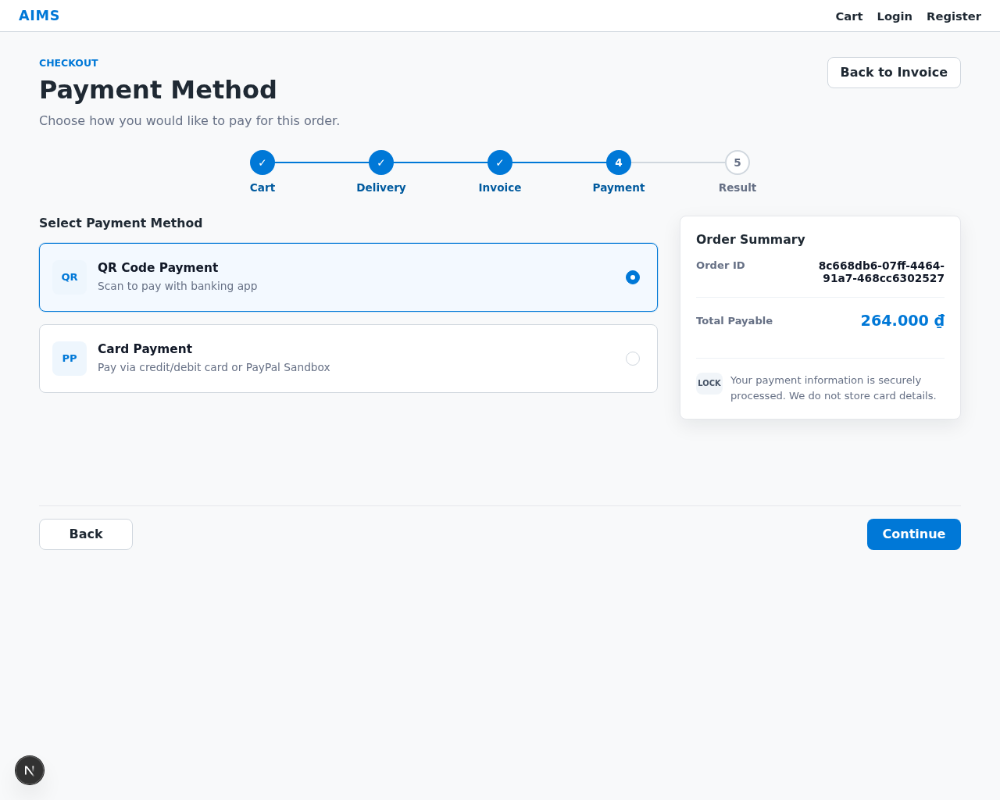 AIMS
Cart Login Register
CHECKOUT
Payment Method
Choose how you would like to pay for this order.
Back to Invoice
✓ ✓ ✓ 4 5
Cart Delivery Invoice Payment Result
Select Payment Method
QR
QR Code Payment
Scan to pay with banking app
PP
Card Payment
Pay via credit/debit card or PayPal Sandbox
Order Summary
Order ID 8c668db6-07ff-4464-
91a7-468cc6302527
Total Payable 264.000 ₫
LOCK
Your payment information is securely
processed. We do not store card details.
Back
Continue
N